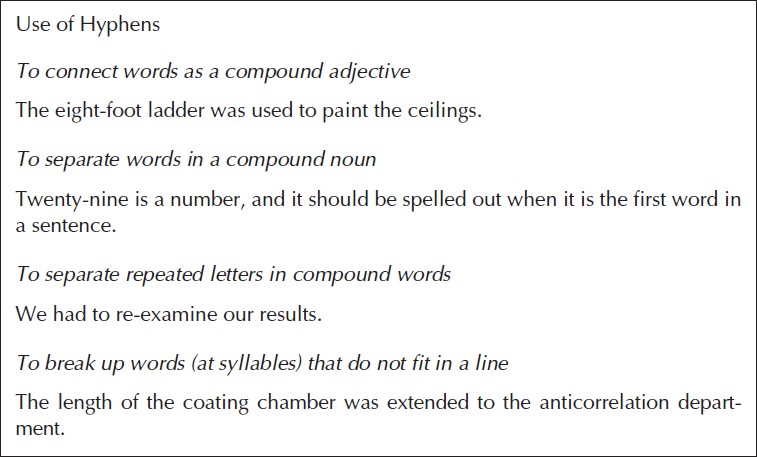 Use of Hyphens
To connect words as a compound adjective
The eight-foot ladder was used to paint the ceilings.
To separate words in a compound noun
Twenty-nine is a number, and it should be spelled out when it is the first word in
a sentence.
To separate repeated letters in compound words
We had to re-examine our results.
To break up words (at syllables) that do not fit in a line
The length of the coating chamber was extended to the anticorrelation depart-
ment.